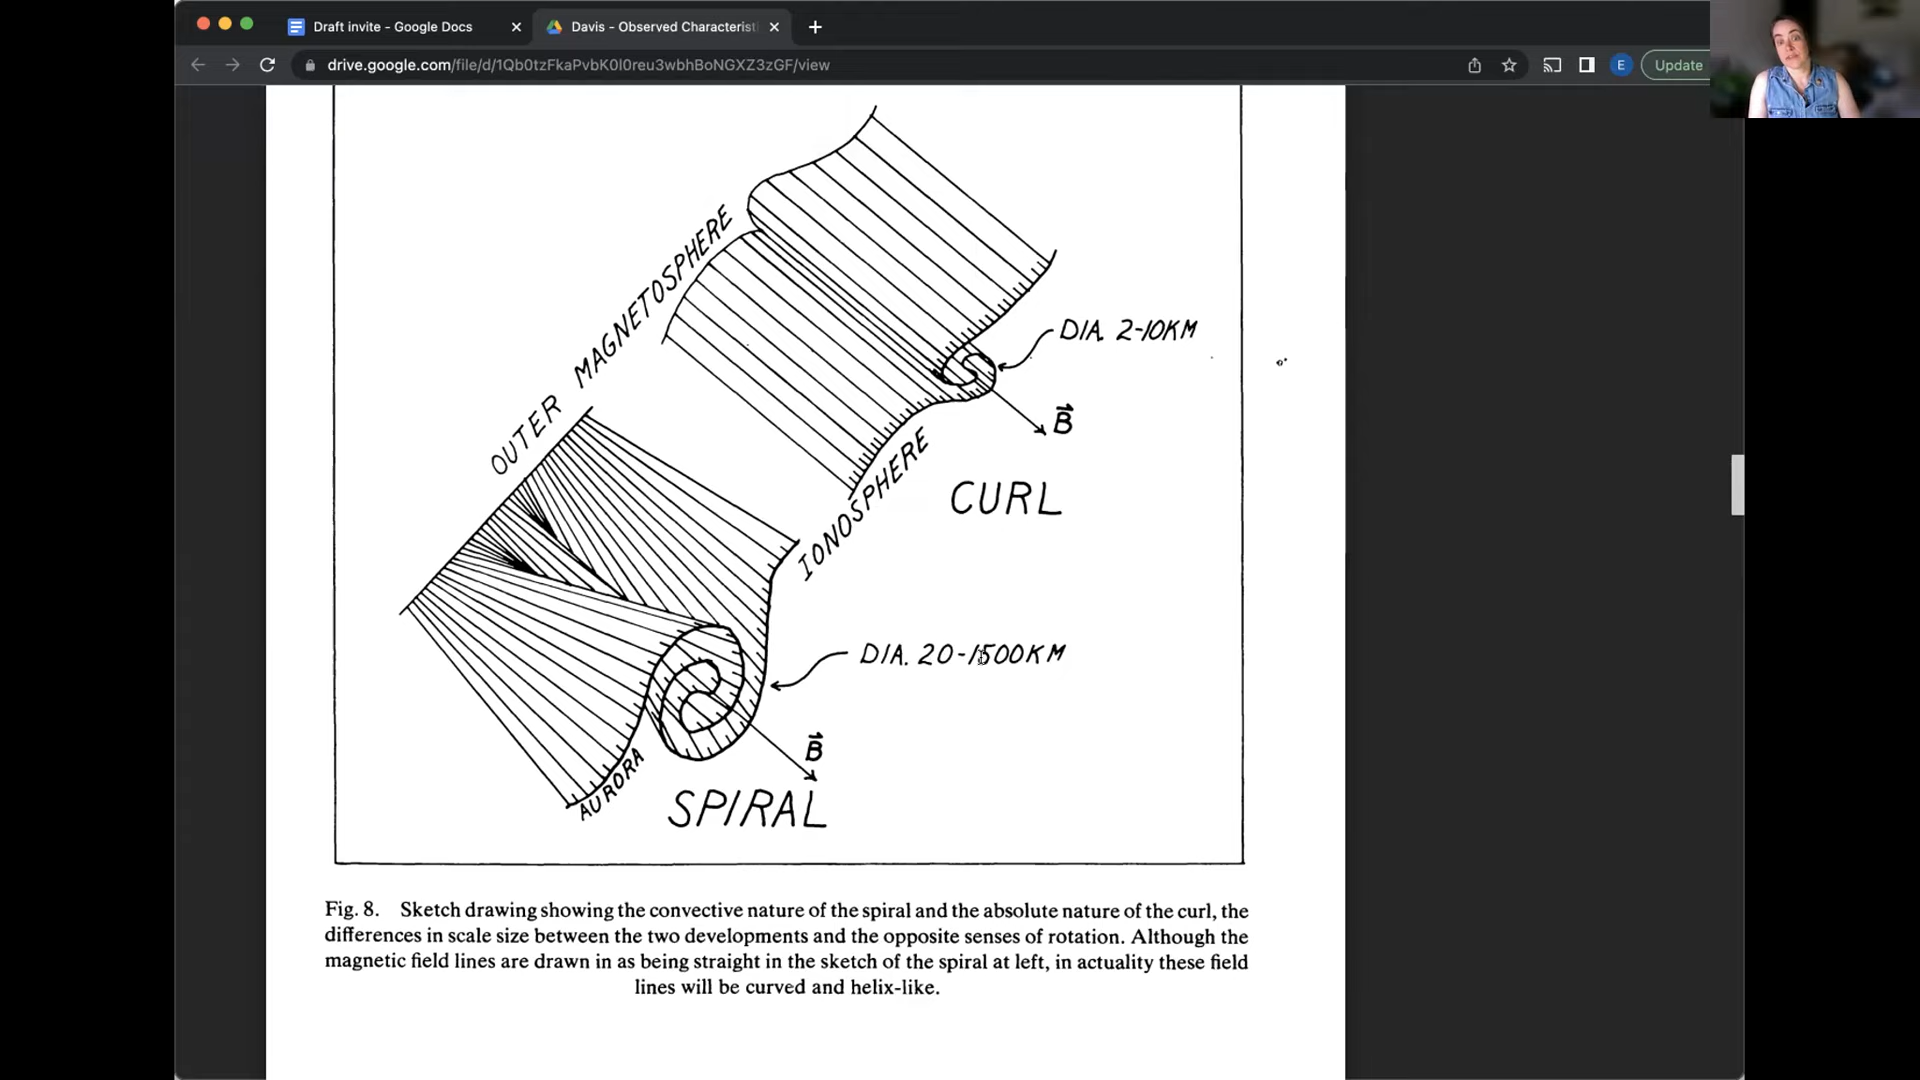 Draft invite - Google Docs
Davis - Observed Characterist
drive.google.com/file/d/1Qb0tzFkaPvbK0l0reu3wbhBoNGXZ3zGF/view
E
Update
OUTER MAGNETOSPHERE
DIA. 2-10KM
B
IONOSPHERE
CURL
DIA. 20-1500KM
B
AURORA
SPIRAL
Fig. 8. Sketch drawing showing the convective nature of the spiral and the absolute nature of the curl, the
differences in scale size between the two developments and the opposite senses of rotation. Although the
magnetic field lines are drawn in as being straight in the sketch of the spiral at left, in actuality these field
lines will be curved and helix-like.